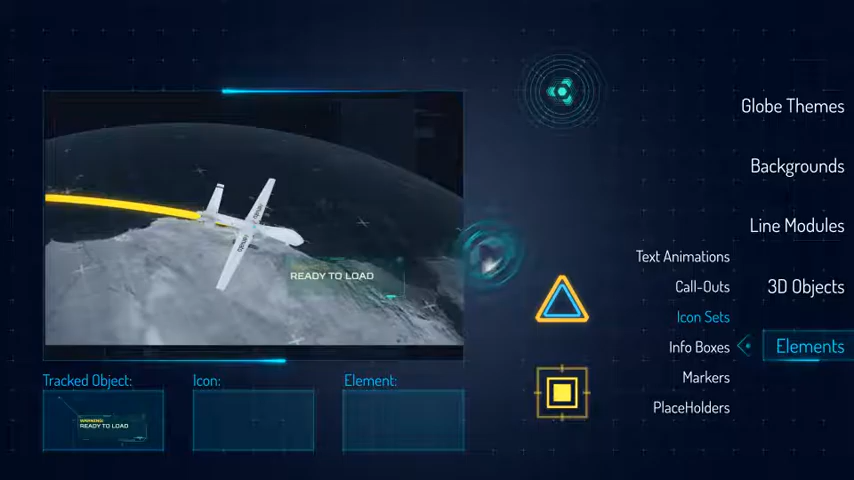 READY TO LOAD
Tracked Object:
WARNING!
READY TO LOAD
Icon:
Element:
Text Animations
Call-Outs
Icon Sets
Info Boxes
Markers
PlaceHolders
Globe Themes
Backgrounds
Line Modules
3D Objects
Elements